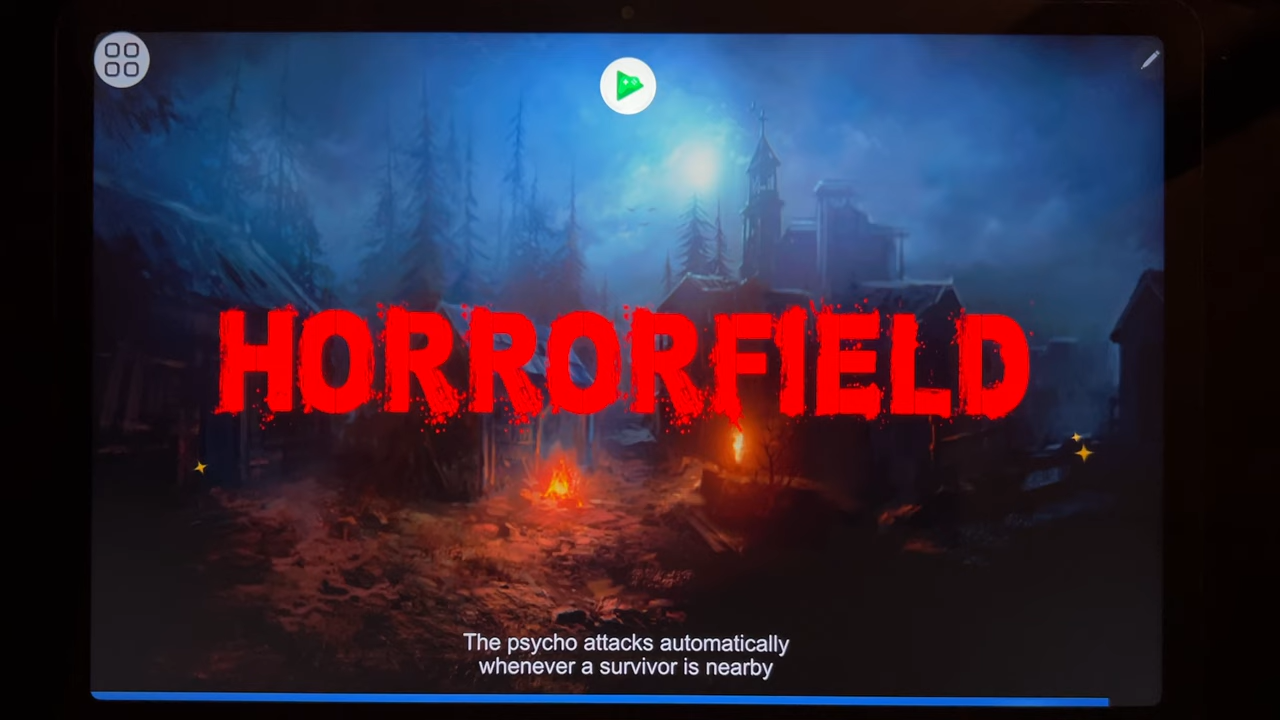 HORRORFIELD
The psycho attacks automatically
whenever a survivor is nearby